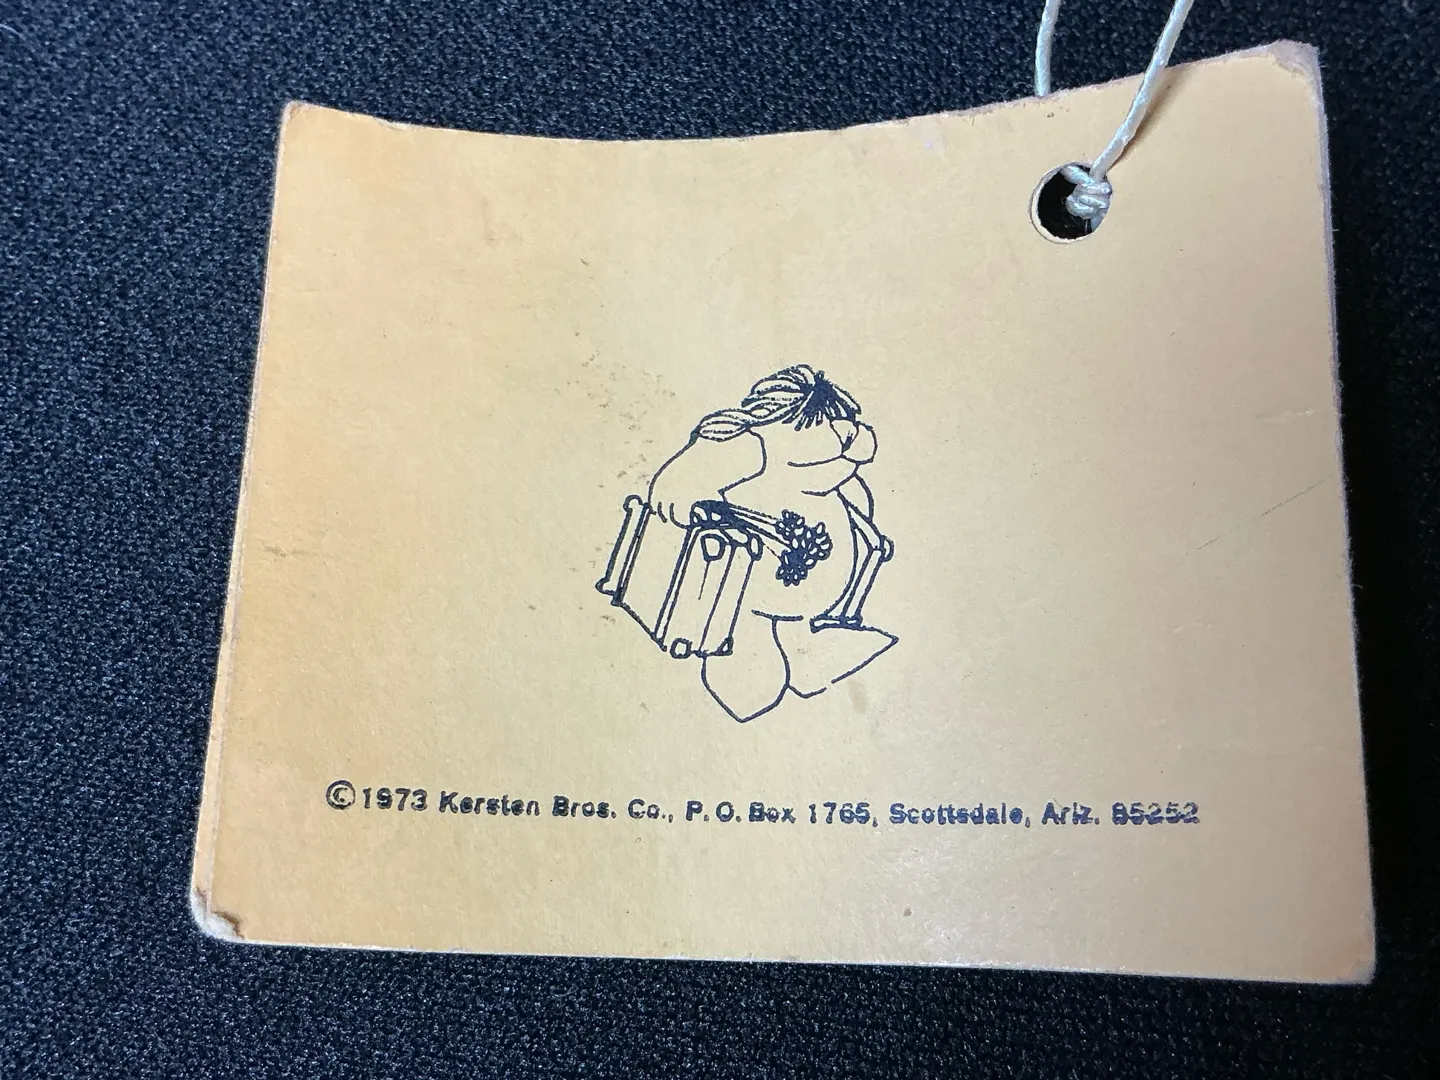 ©1973 Kersten Bros. Co., P.O. Box 1765, Scottsdale, Ariz. 85252